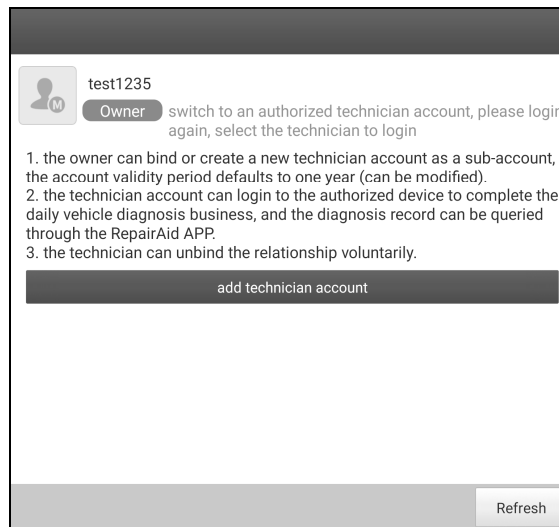 test1235
M
Owner switch to an authorized technician account, please login
again, select the technician to login
1. the owner can bind or create a new technician account as a sub-account,
the account validity period defaults to one year (can be modified).
2. the technician account can login to the authorized device to complete the
daily vehicle diagnosis business, and the diagnosis record can be queried
through the RepairAid APP.
3. the technician can unbind the relationship voluntarily.
add technician account
Refresh